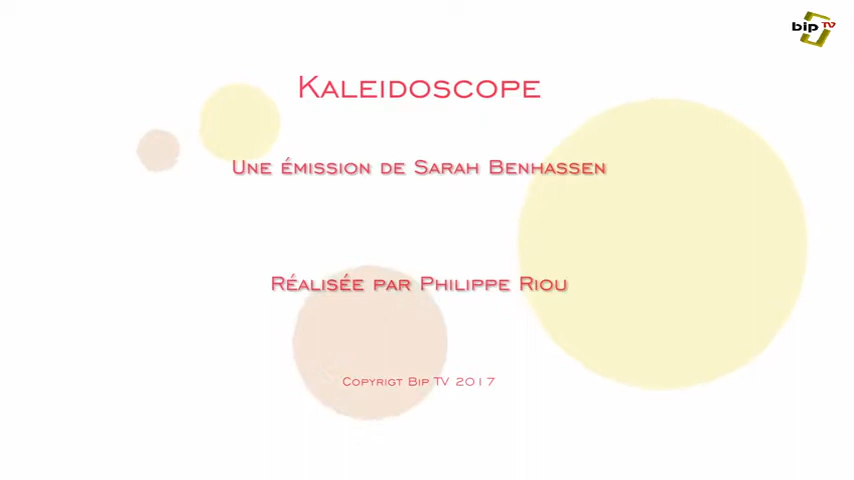 bip TV
Kaleidoscope
Une émission de Sarah Benhassen
Réalisée par Philippe Riou
Copyrigt Bip TV 2017